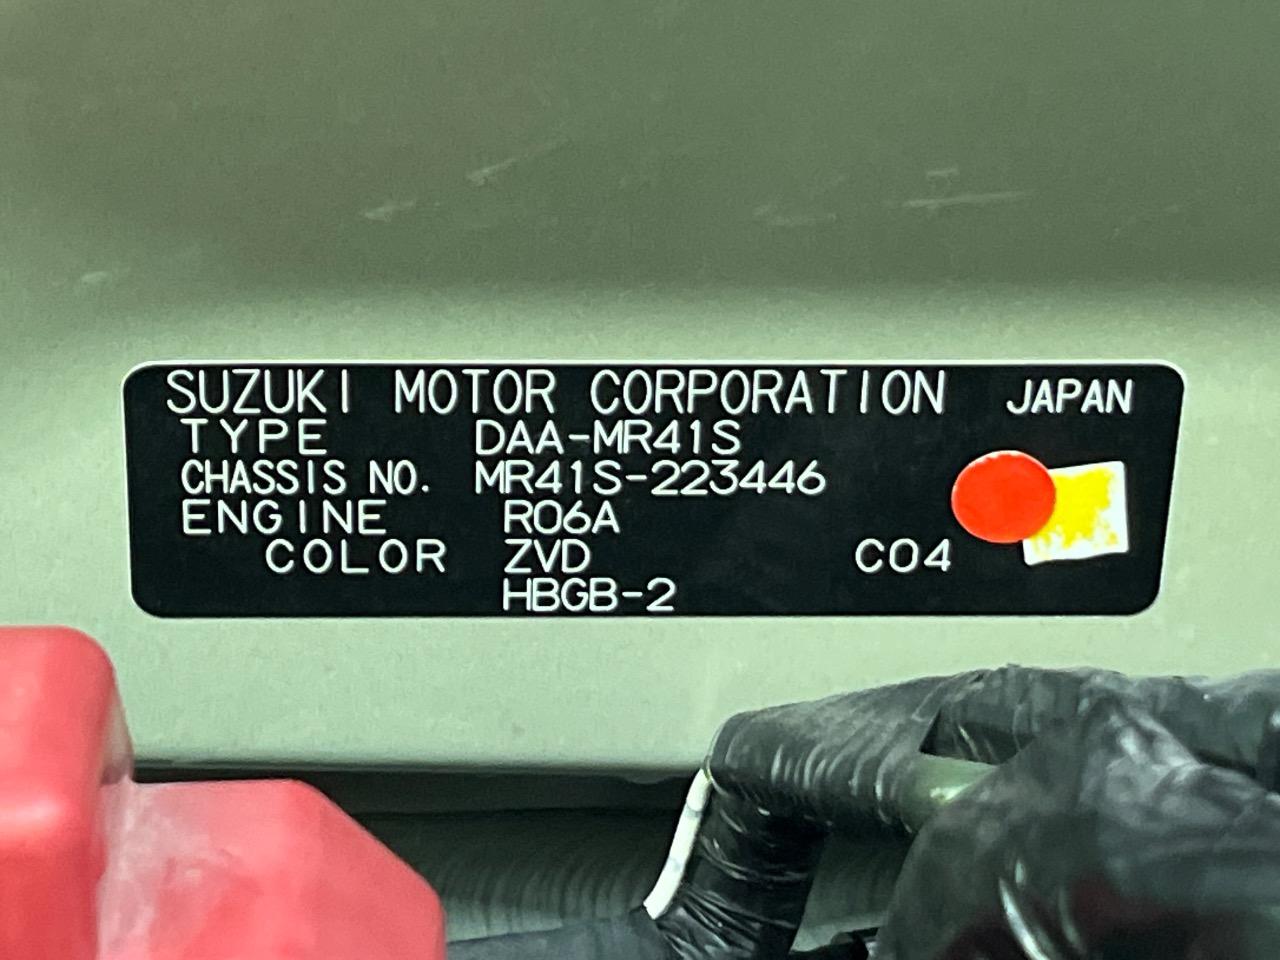 SUZUKI MOTOR CORPORATION JAPAN
TYPE DAA-MR41S
CHASSIS NO. MR41S-223446
ENGINE R06A
COLOR ZVD C04
HBGB-2